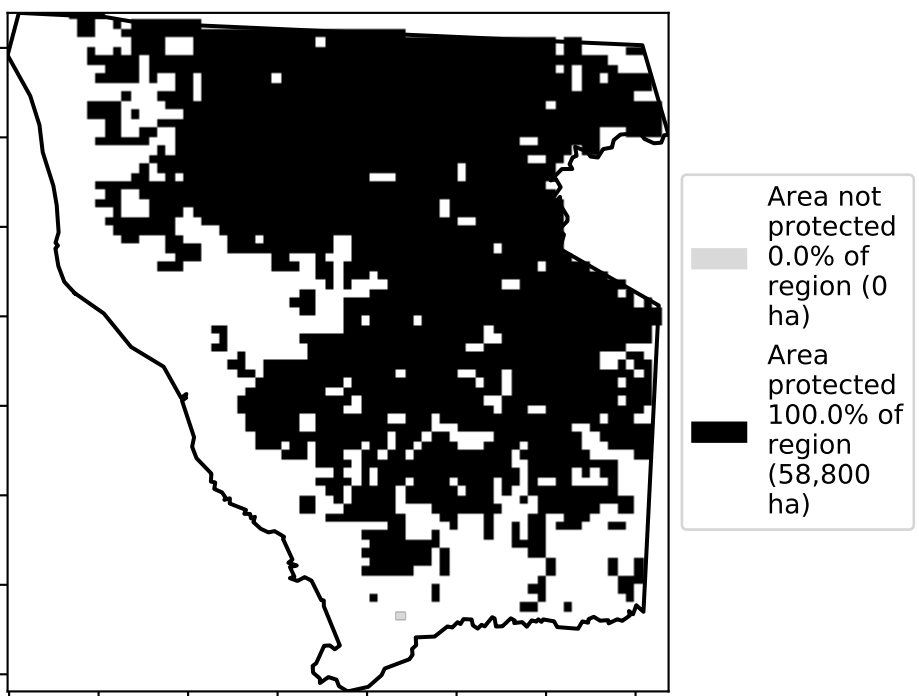 Area not
protected
0.0% of
region (0
ha)
Area
protected
100.0% of
region
(58,800
ha)